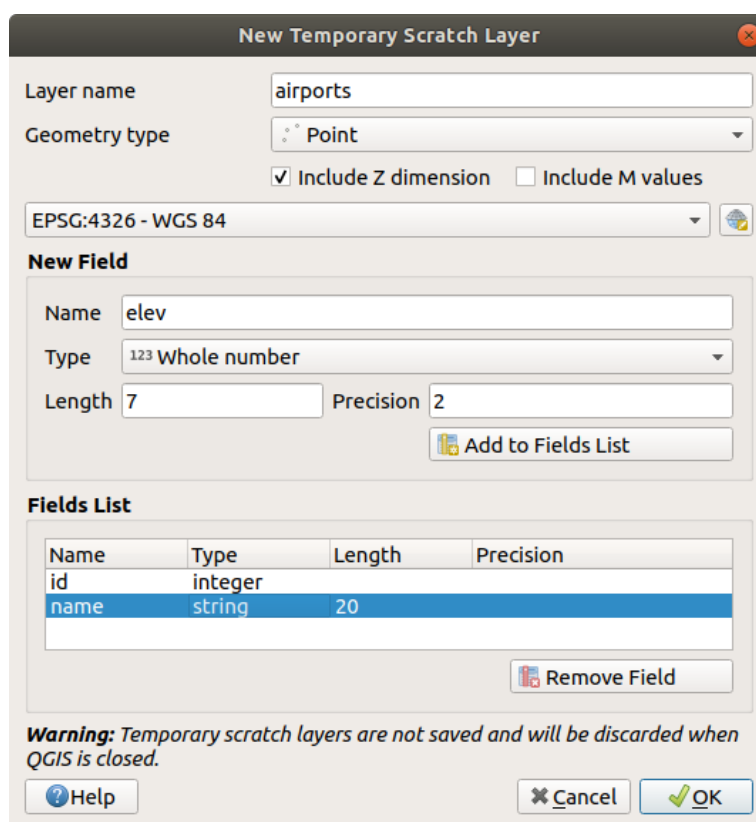 New Temporary Scratch Layer
Layer name airports
Geometry type Point
Include Z dimension Include M values
EPSG:4326 - WGS 84
New Field
Name elev
Type 123 Whole number
Length 7 Precision 2
Add to Fields List
Fields List
Name Type Length Precision
id integer
name string 20
Remove Field
Warning: Temporary scratch layers are not saved and will be discarded when
QGIS is closed.
Help Cancel OK